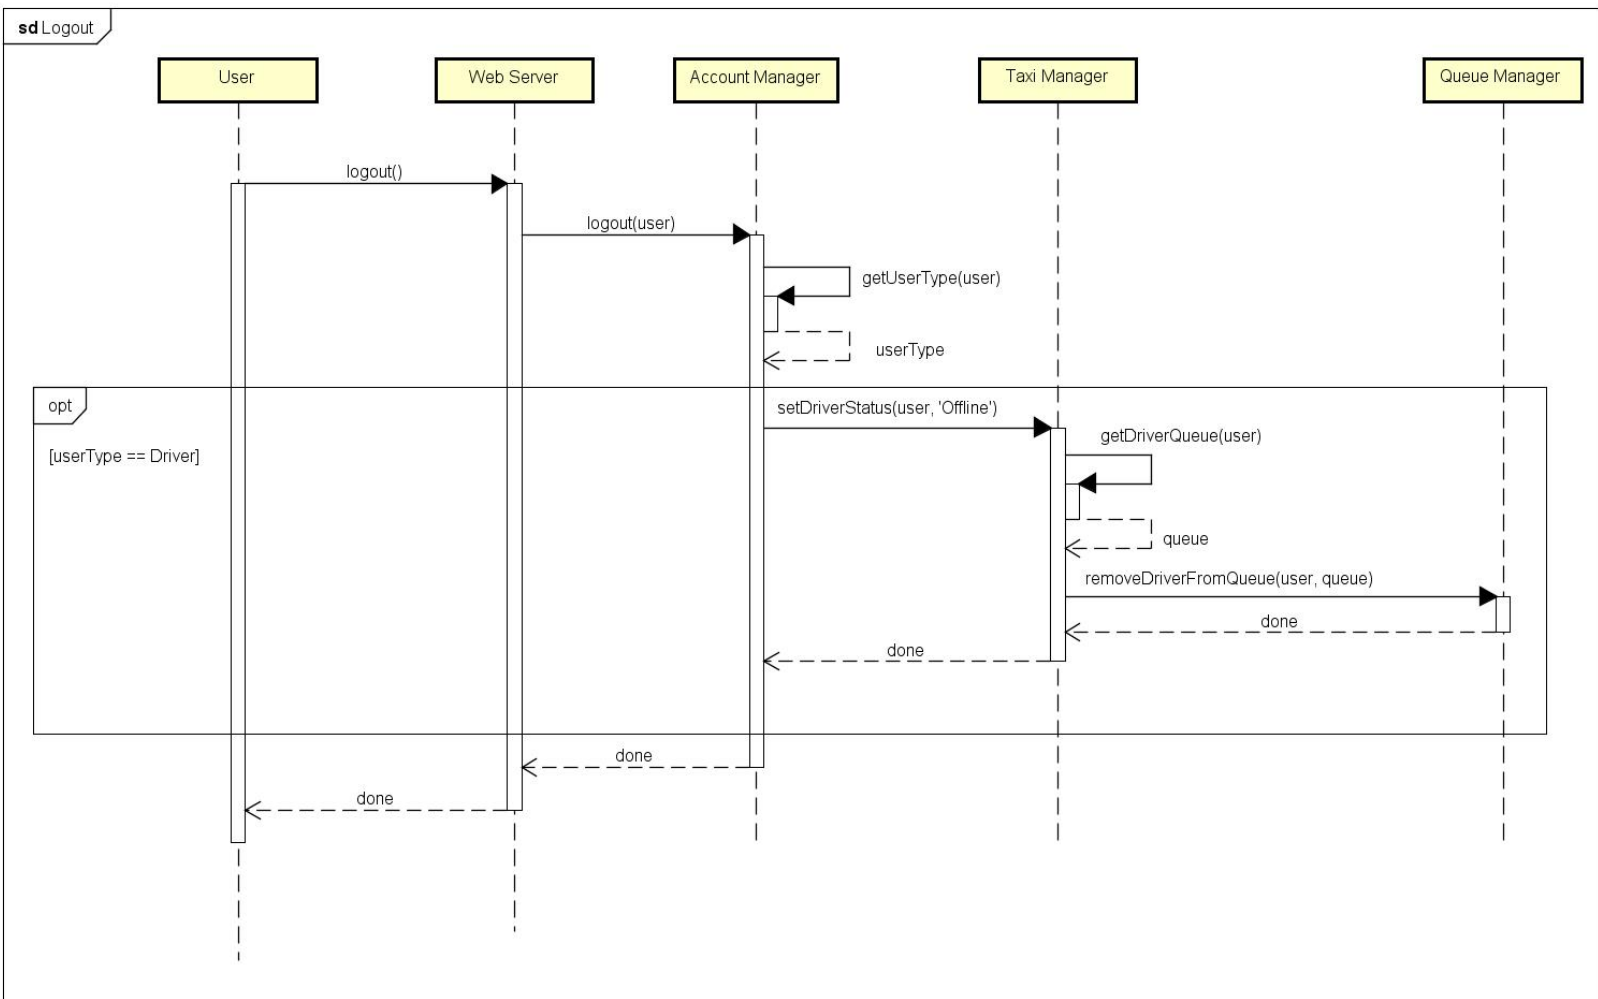 sd Logout
User
Web Server
Account Manager
Taxi Manager
Queue Manager
logout()
logout(user)
getUserType(user)
userType
opt
[userType == Driver]
setDriverStatus(user, 'Offline')
getDriverQueue(user)
queue
removeDriverFromQueue(user, queue)
done
done
done
done